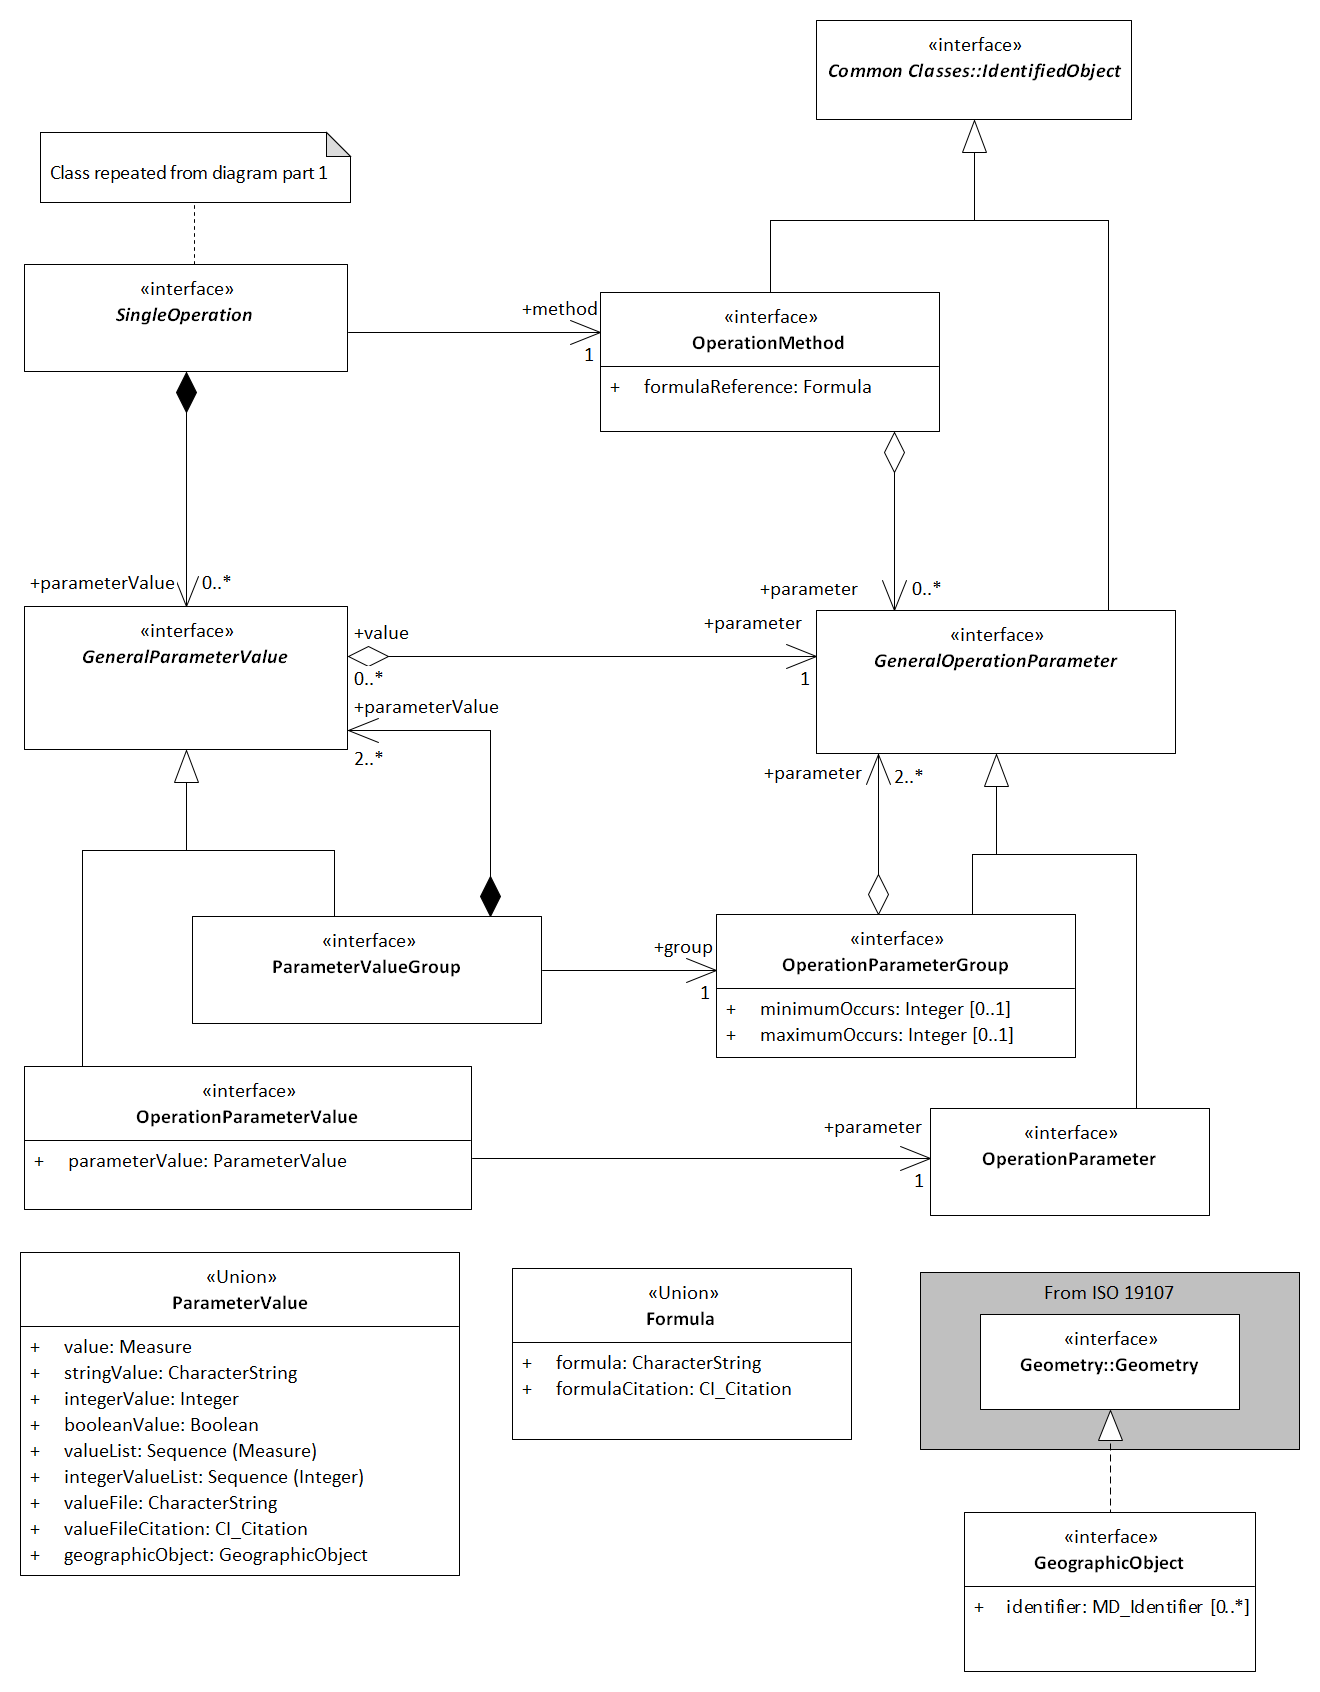 «interface»
Common Classes::IdentifiedObject
Class repeated from diagram part 1
«interface»
SingleOperation
+method
1
«interface»
OperationMethod
+ formulaReference: Formula
+parameterValue
0..*
+parameter
0..*
«interface»
GeneralParameterValue
+value
0..*
+parameter
1
«interface»
GeneralOperationParameter
+parameterValue
2..*
+parameter
2..*
«interface»
ParameterValueGroup
+group
1
«interface»
OperationParameterGroup
+ minimumOccurs: Integer [0..1]
+ maximumOccurs: Integer [0..1]
«interface»
OperationParameterValue
+ parameterValue: ParameterValue
+parameter
1
«interface»
OperationParameter
«Union»
ParameterValue
+ value: Measure
+ stringValue: CharacterString
+ integerValue: Integer
+ booleanValue: Boolean
+ valueList: Sequence (Measure)
+ integerValueList: Sequence (Integer)
+ valueFile: CharacterString
+ valueFileCitation: CI_Citation
+ geographicObject: GeographicObject
«Union»
Formula
+ formula: CharacterString
+ formulaCitation: CI_Citation
From ISO 19107
«interface»
Geometry::Geometry
«interface»
GeographicObject
+ identifier: MD_Identifier [0..*]